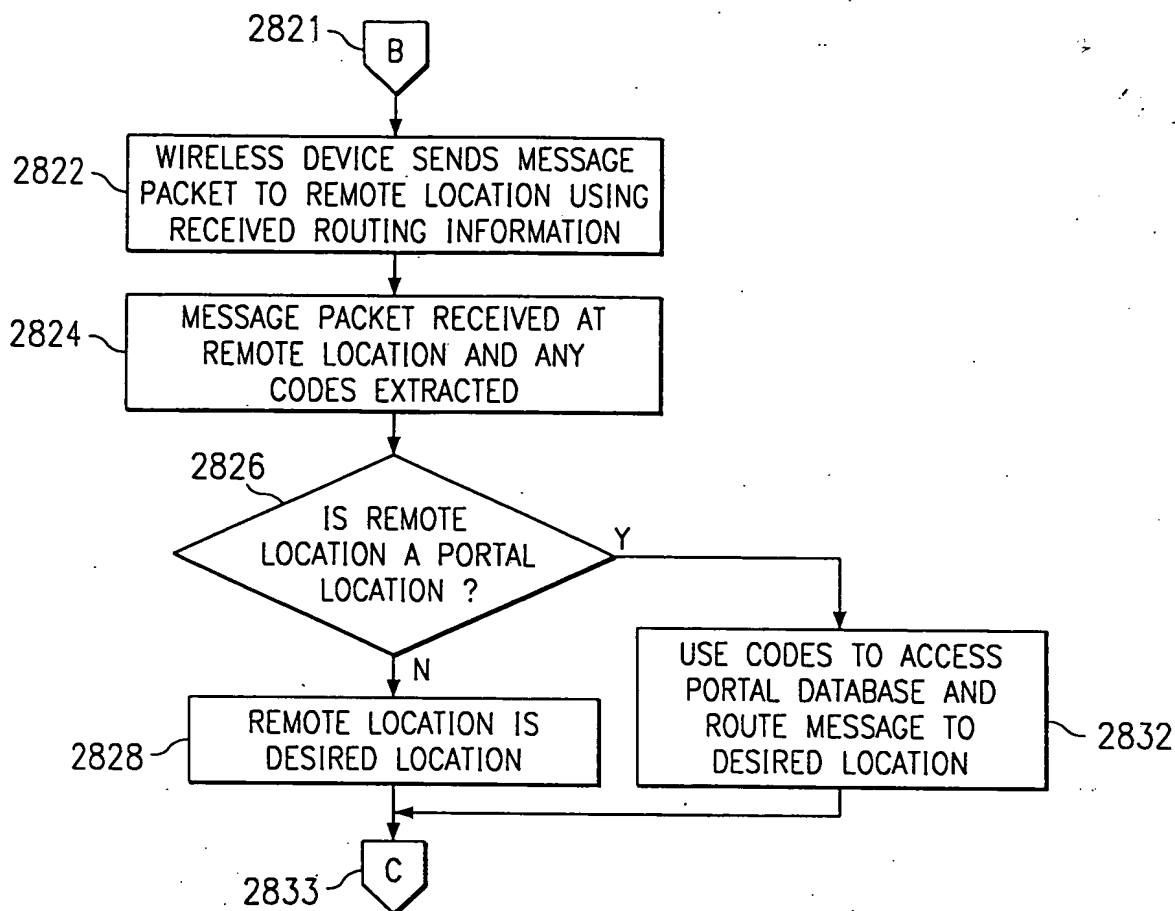 2821
B
2822
WIRELESS DEVICE SENDS MESSAGE
PACKET TO REMOTE LOCATION USING
RECEIVED ROUTING INFORMATION
2824
MESSAGE PACKET RECEIVED AT
REMOTE LOCATION AND ANY
CODES EXTRACTED
2826
IS REMOTE
LOCATION A PORTAL
LOCATION ?
Y
N
2828
REMOTE LOCATION IS
DESIRED LOCATION
USE CODES TO ACCESS
PORTAL DATABASE AND
ROUTE MESSAGE TO
DESIRED LOCATION
2832
C
2833